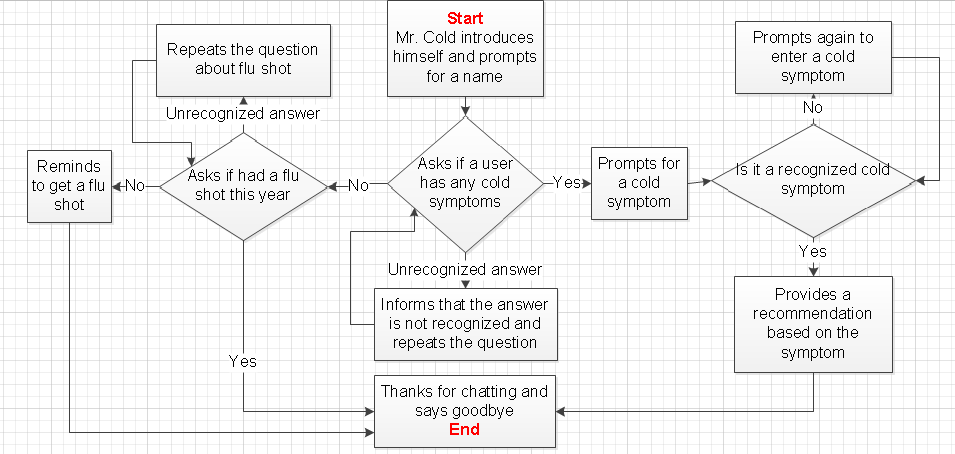 Start
Mr. Cold introduces
himself and prompts
for a name
Repeats the question
about flu shot
Prompts again to
enter a cold
symptom
Unrecognized answer
No
Reminds
to get a flu
shot
No
Asks if had a flu
shot this year
No
Asks if a user
has any cold
symptoms
Yes
Prompts for
a cold
symptom
Is it a recognized cold
symptom
Unrecognized answer
Yes
Informs that the answer
is not recognized and
repeats the question
Provides a
recommendation
based on the
symptom
Yes
Thanks for chatting and
says goodbye
End